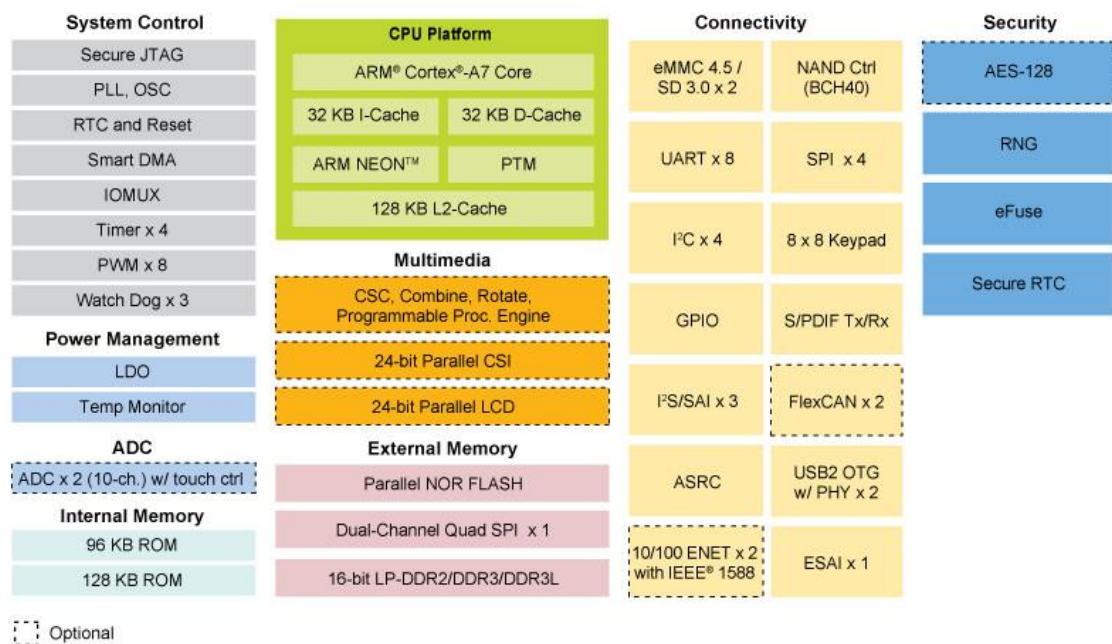 System Control
Secure JTAG
PLL, OSC
RTC and Reset
Smart DMA
IOMUX
Timer x 4
PWM x 8
Watch Dog x 3
Power Management
LDO
Temp Monitor
ADC
ADC x 2 (10-ch.) w/ touch ctrl
Internal Memory
96 KB ROM
128 KB ROM
CPU Platform
ARM® Cortex®-A7 Core
32 KB I-Cache
32 KB D-Cache
ARM NEON™
PTM
128 KB L2-Cache
Multimedia
CSC, Combine, Rotate,
Programmable Proc. Engine
24-bit Parallel CSI
24-bit Parallel LCD
External Memory
Parallel NOR FLASH
Dual-Channel Quad SPI x 1
16-bit LP-DDR2/DDR3/DDR3L
Connectivity
eMMC 4.5 /
SD 3.0 x 2
NAND Ctrl
(BCH40)
UART x 8
SPI x 4
I²C x 4
8 x 8 Keypad
GPIO
S/PDIF Tx/Rx
I²S/SAI x 3
FlexCAN x 2
ASRC
USB2 OTG
w/ PHY x 2
10/100 ENET x 2
with IEEE® 1588
ESAI x 1
Security
AES-128
RNG
eFuse
Secure RTC
Optional